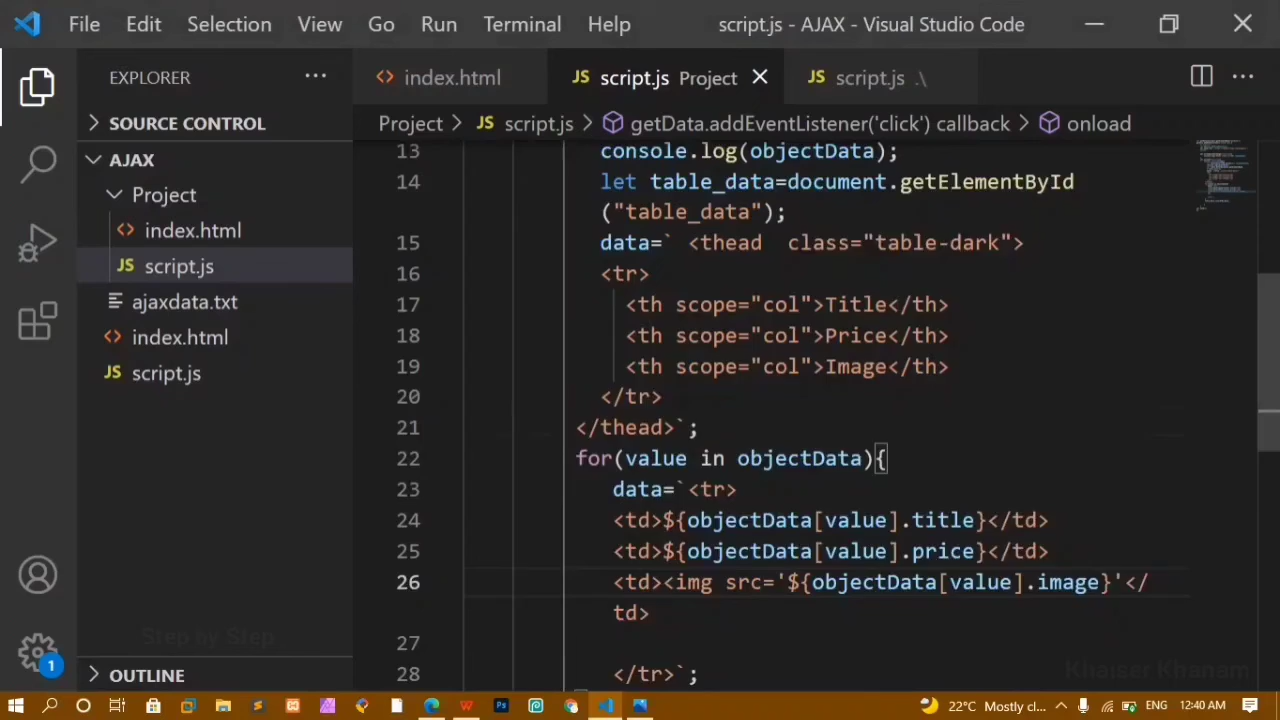 File Edit Selection View Go Run Terminal Help script.js - AJAX - Visual Studio Code
EXPLORER
index.html
script.js Project
script.js .\
SOURCE CONTROL
Project > script.js > getData.addEventListener('click') callback > onload
AJAX
Project
index.html
script.js
ajaxdata.txt
index.html
script.js
OUTLINE
13 console.log(objectData);
14 let table_data=document.getElementById
("table_data");
15 data=` <thead  class="table-dark">
16 <tr>
17 <th scope="col">Title</th>
18 <th scope="col">Price</th>
19 <th scope="col">Image</th>
20 </tr>
21 </thead>`;
22 for(value in objectData){
23 data=`<tr>
24 <td>${objectData[value].title}</td>
25 <td>${objectData[value].price}</td>
26 <td><img src='${objectData[value].image}'</
td>
27
28 </tr>`;
Step by Step
Khaiser Khanam
1
22°C Mostly cl... ENG 12:40 AM